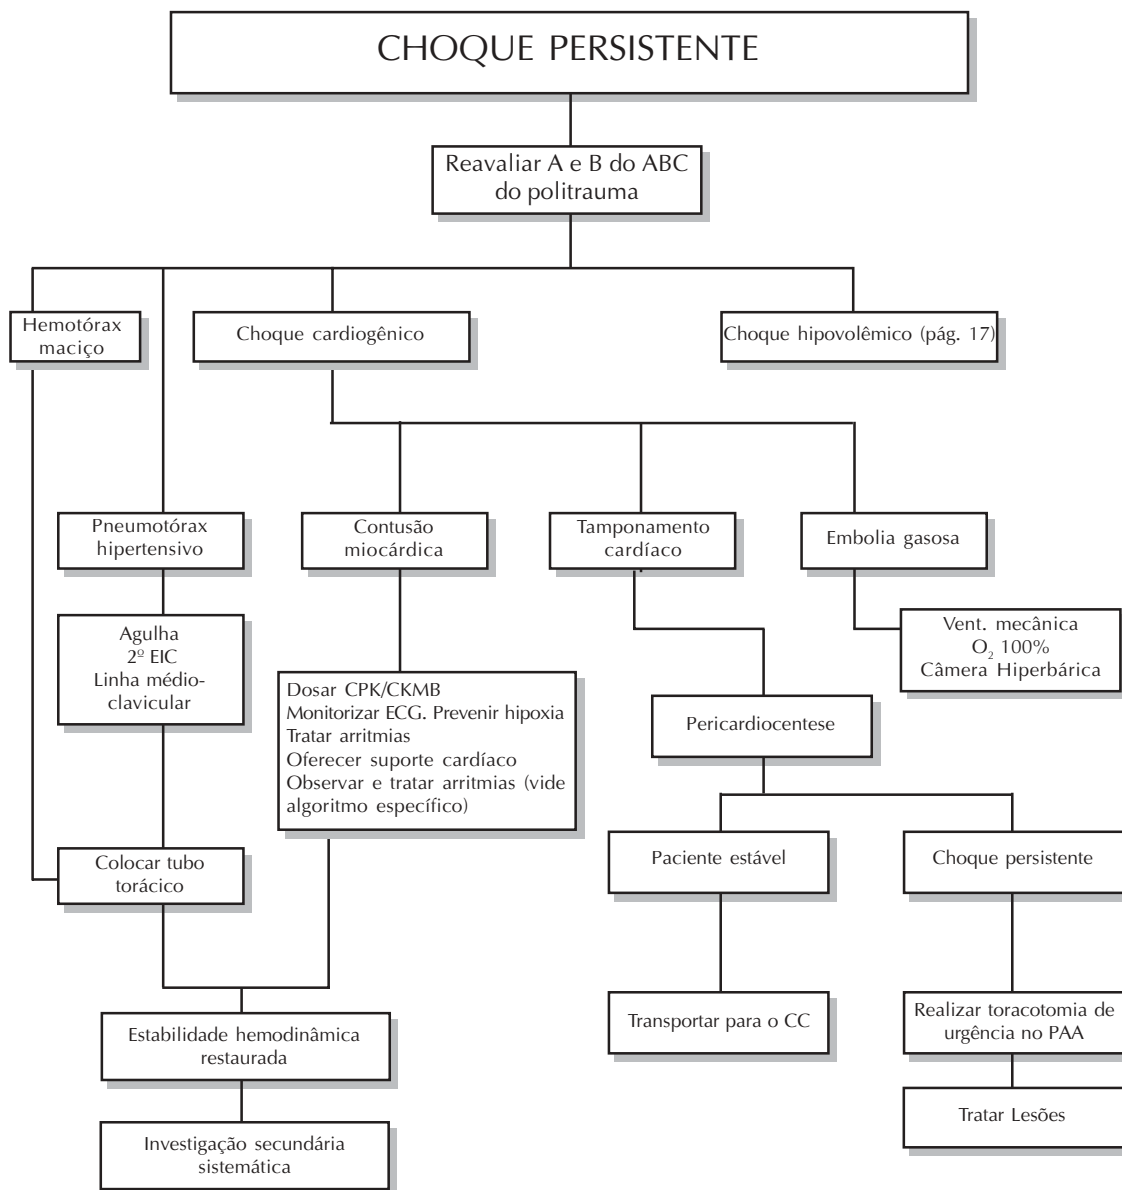 CHOQUE PERSISTENTE
Reavaliar A e B do ABC
do politrauma
Hemotórax
maciço
Choque cardiogênico
Choque hipovolêmico (pág. 17)
Pneumotórax
hipertensivo
Contusão
miocárdica
Tamponamento
cardíaco
Embolia gasosa
Agulha
2º EIC
Linha médio-
clavicular
Vent. mecânica
O₂ 100%
Câmera Hiperbárica
Dosar CPK/CKMB
Monitorizar ECG. Prevenir hipoxia
Tratar arritmias
Oferecer suporte cardíaco
Observar e tratar arritmias (vide
algoritmo específico)
Pericardiocentese
Colocar tubo
torácico
Paciente estável
Choque persistente
Estabilidade hemodinâmica
restaurada
Transportar para o CC
Realizar toracotomia de
urgência no PAA
Investigação secundária
sistemática
Tratar Lesões